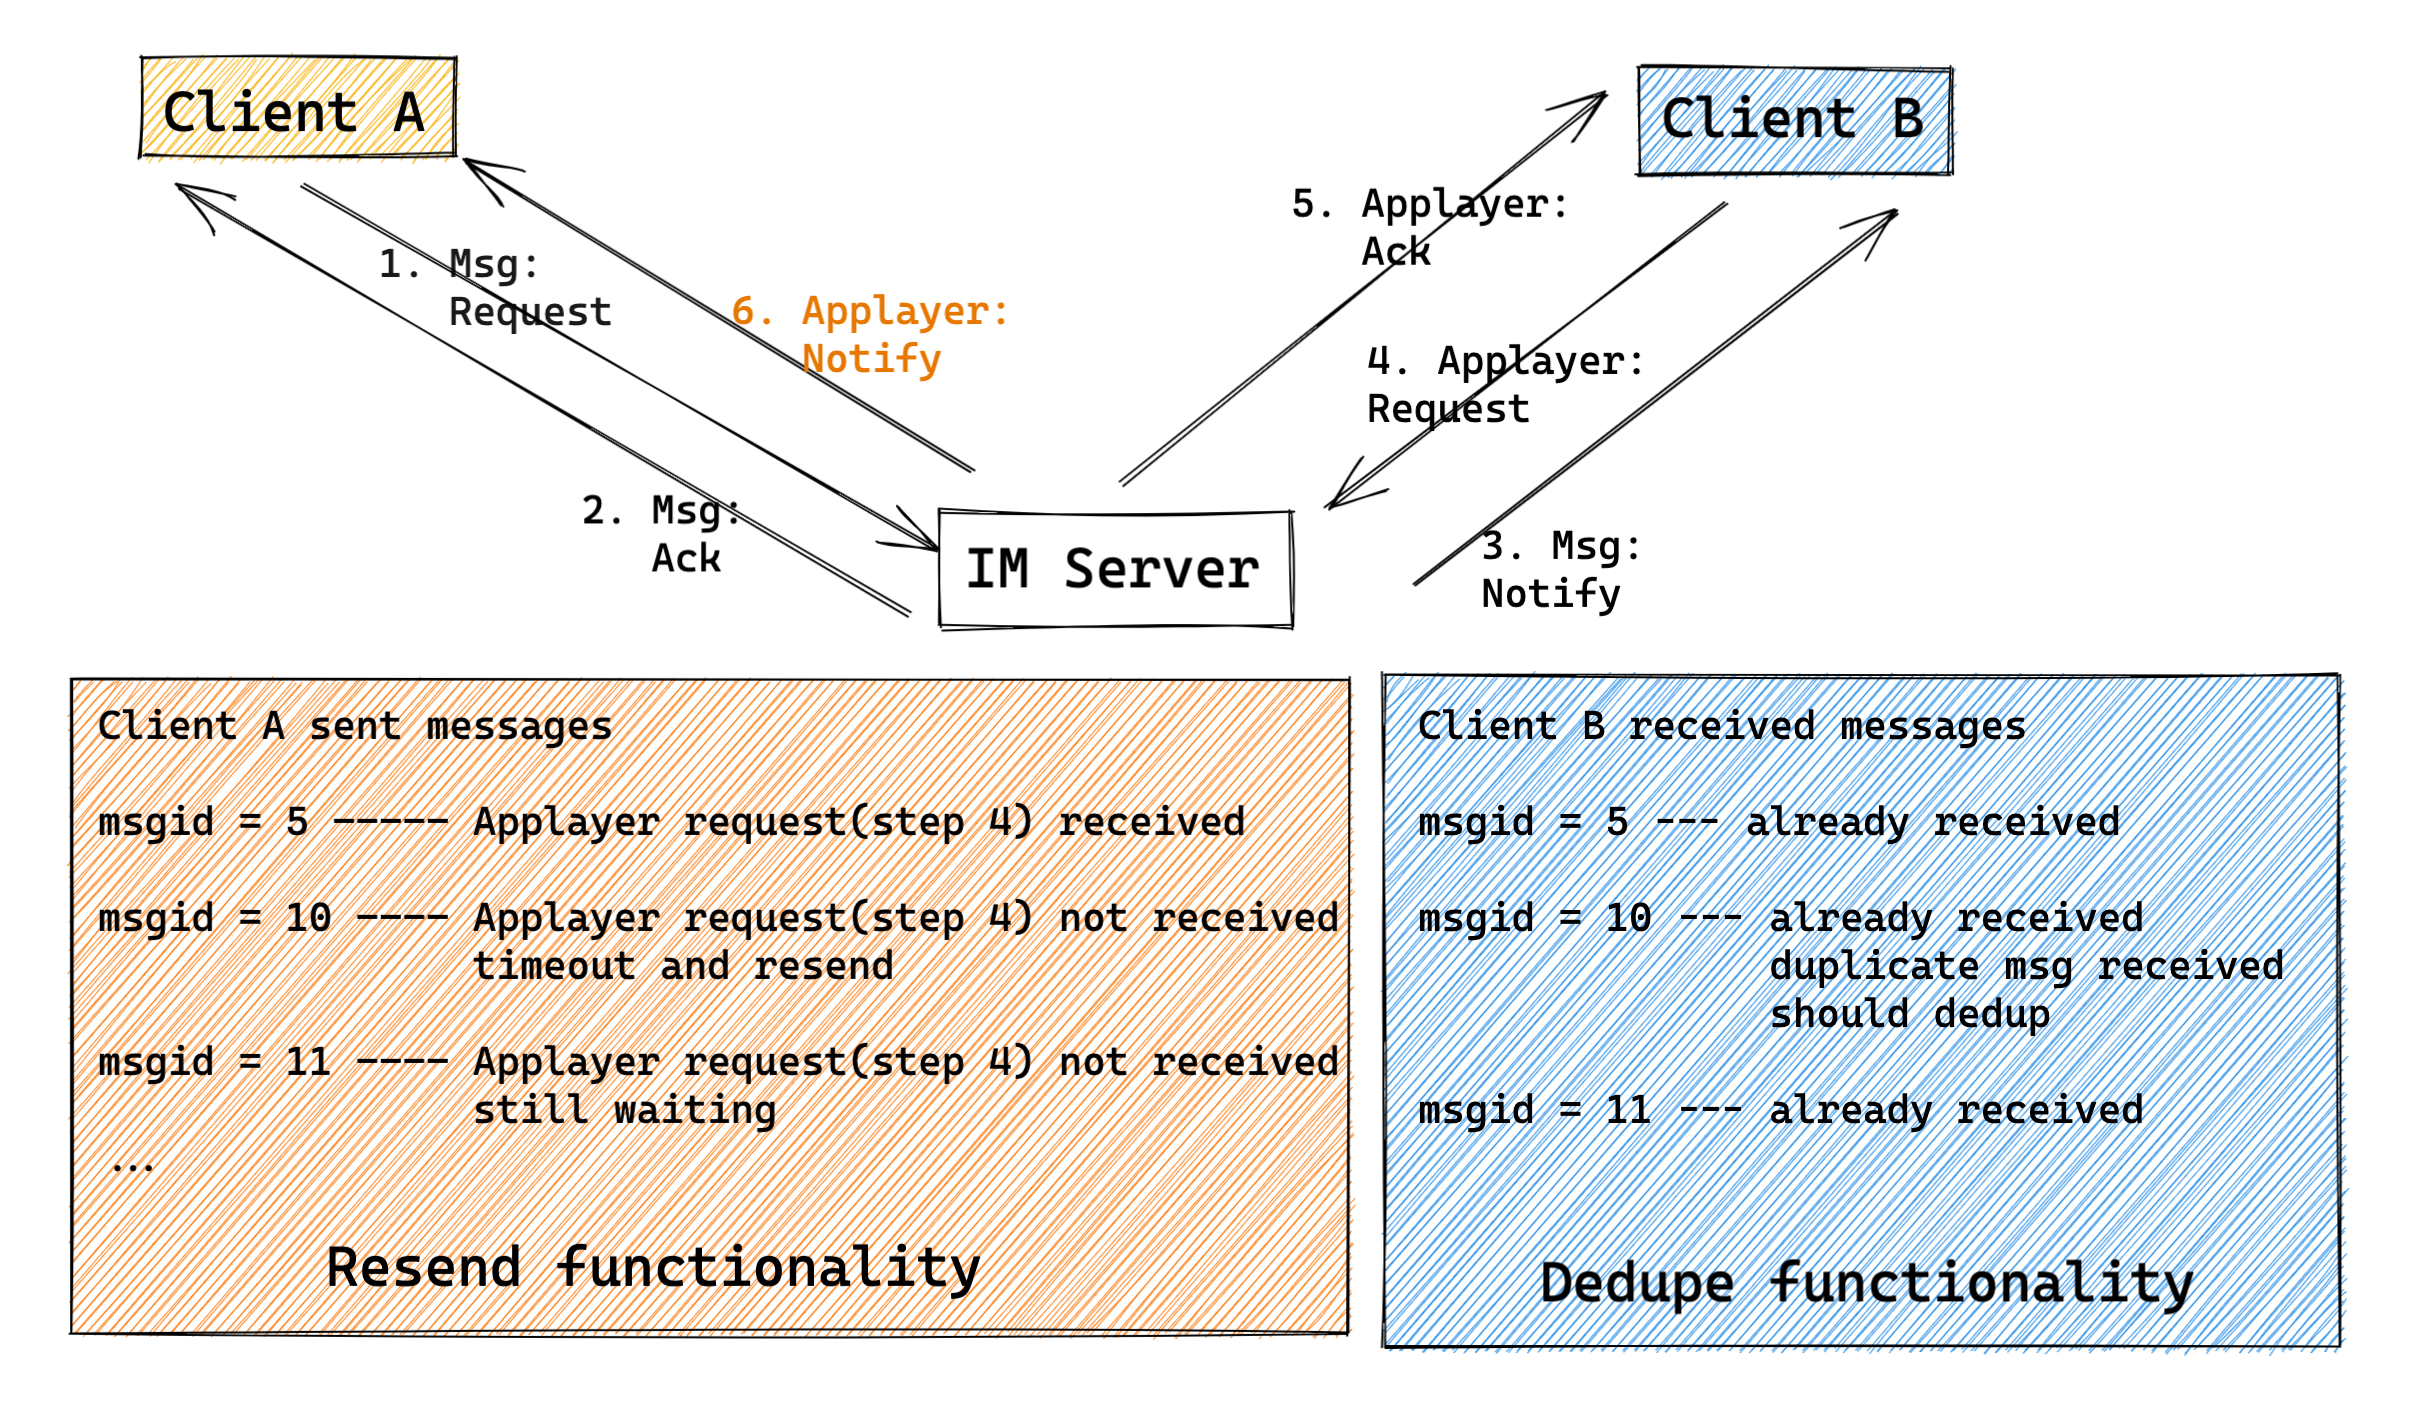 Client A
Client B
1. Msg:
Request
6. Applayer:
Notify
2. Msg:
Ack
5. Applayer:
Ack
4. Applayer:
Request
3. Msg:
Notify
IM Server
Client A sent messages
msgid = 5 ----- Applayer request(step 4) received
msgid = 10 ---- Applayer request(step 4) not received
timeout and resend
msgid = 11 ---- Applayer request(step 4) not received
still waiting
...
Resend functionality
Client B received messages
msgid = 5 --- already received
msgid = 10 --- already received
duplicate msg received
should dedup
msgid = 11 --- already received
Dedupe functionality